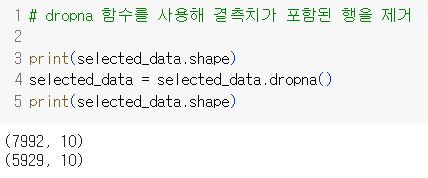 1 # dropna 함수를 사용해 결측치가 포함된 행을 제거
2
3 print(selected_data.shape)
4 selected_data = selected_data.dropna()
5 print(selected_data.shape)
(7992, 10)
(5929, 10)